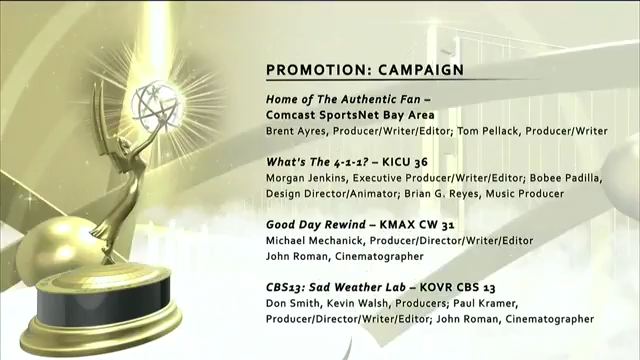 PROMOTION: CAMPAIGN
Home of The Authentic Fan –
Comcast SportsNet Bay Area
Brent Ayres, Producer/Writer/Editor; Tom Pellack, Producer/Writer
What's The 4-1-1? – KICU 36
Morgan Jenkins, Executive Producer/Writer/Editor; Bobee Padilla,
Design Director/Animator; Brian G. Reyes, Music Producer
Good Day Rewind – KMAX CW 31
Michael Mechanick, Producer/Director/Writer/Editor
John Roman, Cinematographer
CBS13: Sad Weather Lab – KOVR CBS 13
Don Smith, Kevin Walsh, Producers; Paul Kramer,
Producer/Director/Writer/Editor; John Roman, Cinematographer